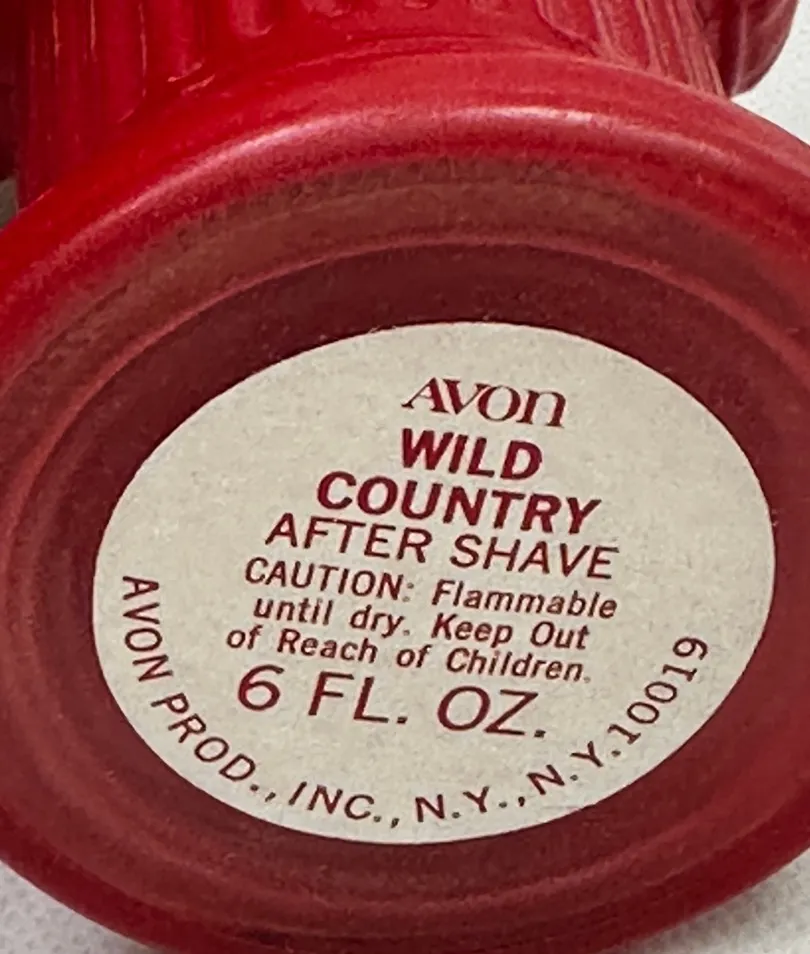 AVON
WILD
COUNTRY
AFTER SHAVE
CAUTION: Flammable
until dry. Keep Out
of Reach of Children.
6 FL. OZ.
AVON PROD., INC., N.Y., N.Y. 10019